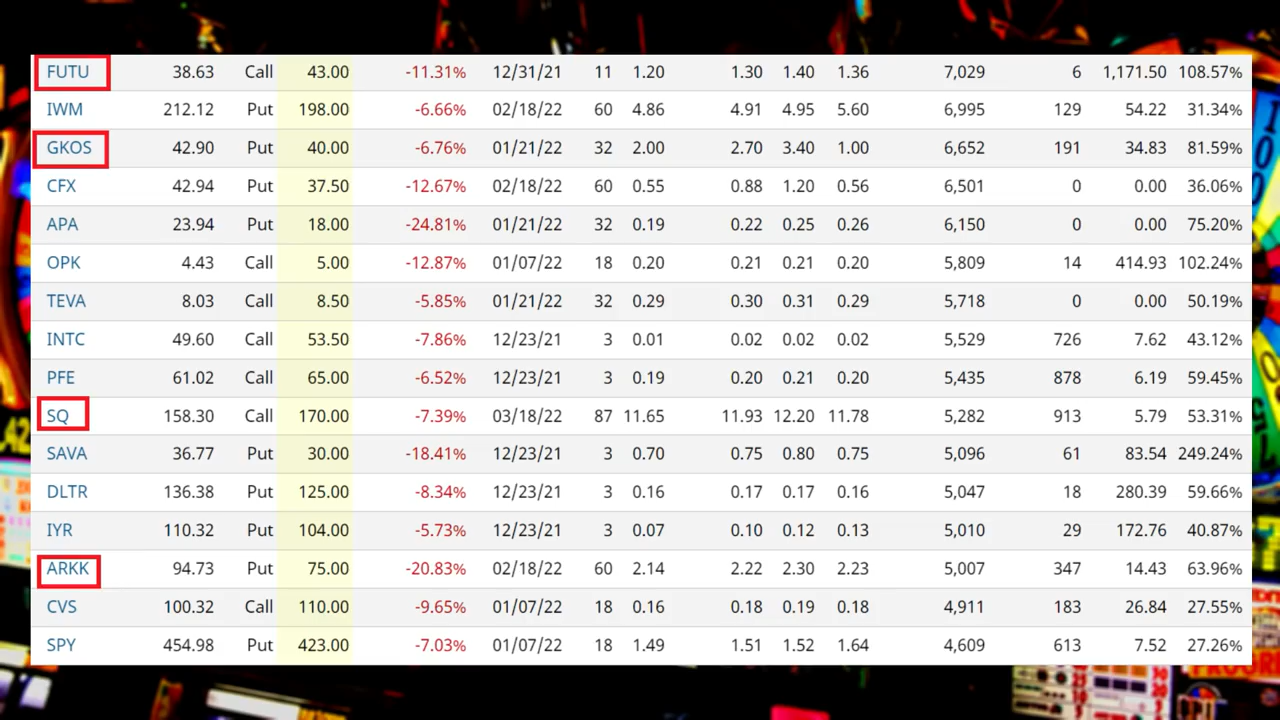 FUTU 38.63 Call 43.00 -11.31% 12/31/21 11 1.20 1.30 1.40 1.36 7,029 6 1,171.50 108.57%
IWM 212.12 Put 198.00 -6.66% 02/18/22 60 4.86 4.91 4.95 5.60 6,995 129 54.22 31.34%
GKOS 42.90 Put 40.00 -6.76% 01/21/22 32 2.00 2.70 3.40 1.00 6,652 191 34.83 81.59%
CFX 42.94 Put 37.50 -12.67% 02/18/22 60 0.55 0.88 1.20 0.56 6,501 0 0.00 36.06%
APA 23.94 Put 18.00 -24.81% 01/21/22 32 0.19 0.22 0.25 0.26 6,150 0 0.00 75.20%
OPK 4.43 Call 5.00 -12.87% 01/07/22 18 0.20 0.21 0.21 0.20 5,809 14 414.93 102.24%
TEVA 8.03 Call 8.50 -5.85% 01/21/22 32 0.29 0.30 0.31 0.29 5,718 0 0.00 50.19%
INTC 49.60 Call 53.50 -7.86% 12/23/21 3 0.01 0.02 0.02 0.02 5,529 726 7.62 43.12%
PFE 61.02 Call 65.00 -6.52% 12/23/21 3 0.19 0.20 0.21 0.20 5,435 878 6.19 59.45%
SQ 158.30 Call 170.00 -7.39% 03/18/22 87 11.65 11.93 12.20 11.78 5,282 913 5.79 53.31%
SAVA 36.77 Put 30.00 -18.41% 12/23/21 3 0.70 0.75 0.80 0.75 5,096 61 83.54 249.24%
DLTR 136.38 Put 125.00 -8.34% 12/23/21 3 0.16 0.17 0.17 0.16 5,047 18 280.39 59.66%
IYR 110.32 Put 104.00 -5.73% 12/23/21 3 0.07 0.10 0.12 0.13 5,010 29 172.76 40.87%
ARKK 94.73 Put 75.00 -20.83% 02/18/22 60 2.14 2.22 2.30 2.23 5,007 347 14.43 63.96%
CVS 100.32 Call 110.00 -9.65% 01/07/22 18 0.16 0.18 0.19 0.18 4,911 183 26.84 27.55%
SPY 454.98 Put 423.00 -7.03% 01/07/22 18 1.49 1.51 1.52 1.64 4,609 613 7.52 27.26%